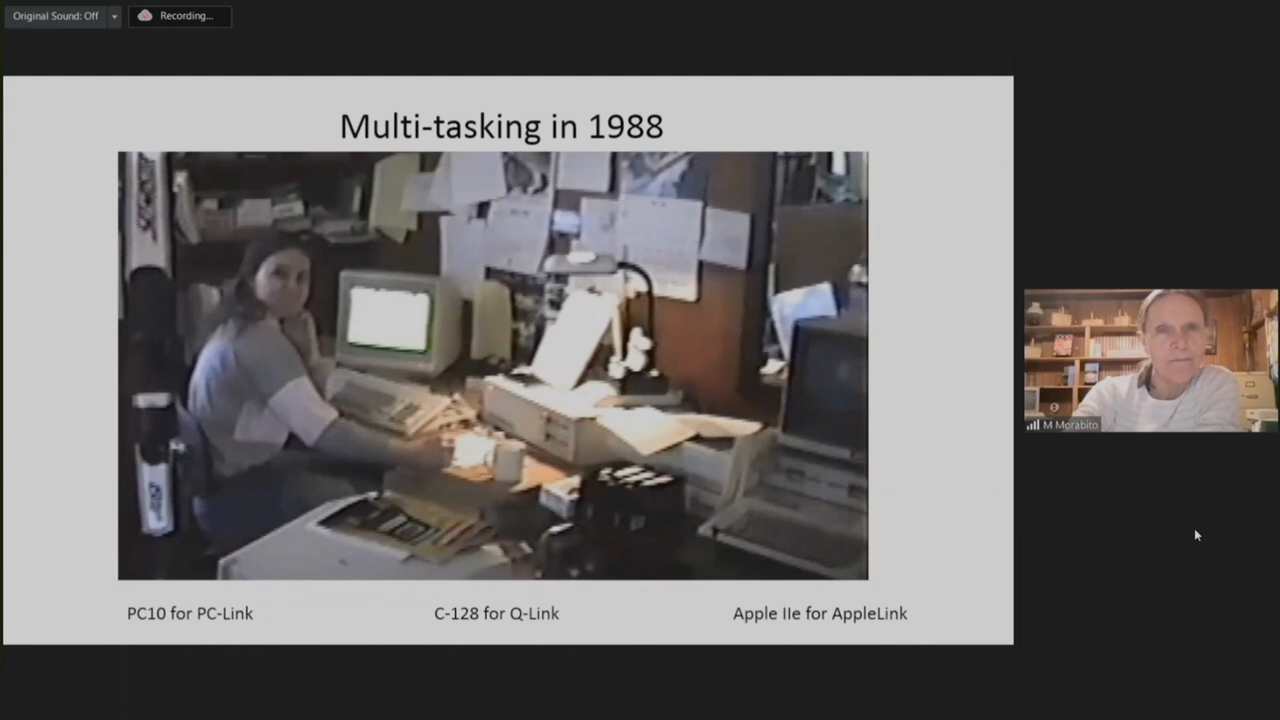 Original Sound: Off
Recording...
Multi-tasking in 1988
M Morabito
PC10 for PC-Link
C-128 for Q-Link
Apple IIe for AppleLink